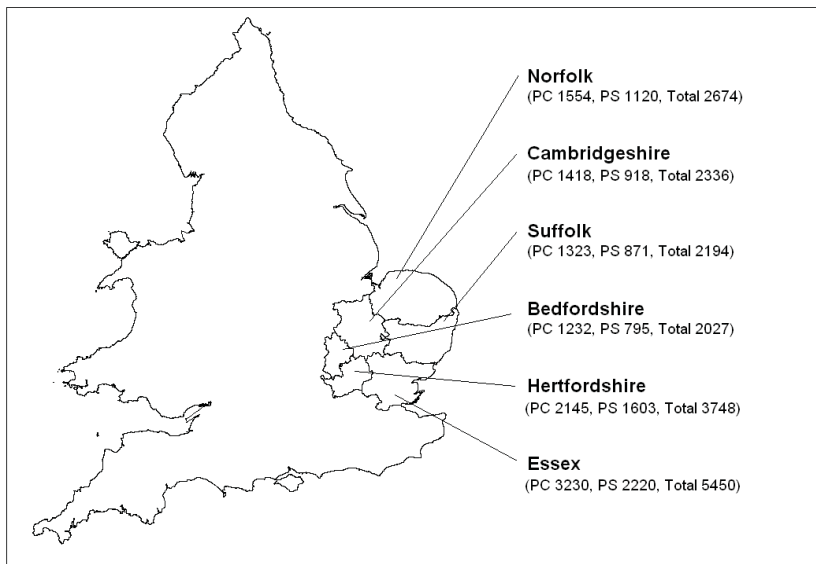 Norfolk
(PC 1554, PS 1120, Total 2674)
Cambridgeshire
(PC 1418, PS 918, Total 2336)
Suffolk
(PC 1323, PS 871, Total 2194)
Bedfordshire
(PC 1232, PS 795, Total 2027)
Hertfordshire
(PC 2145, PS 1603, Total 3748)
Essex
(PC 3230, PS 2220, Total 5450)